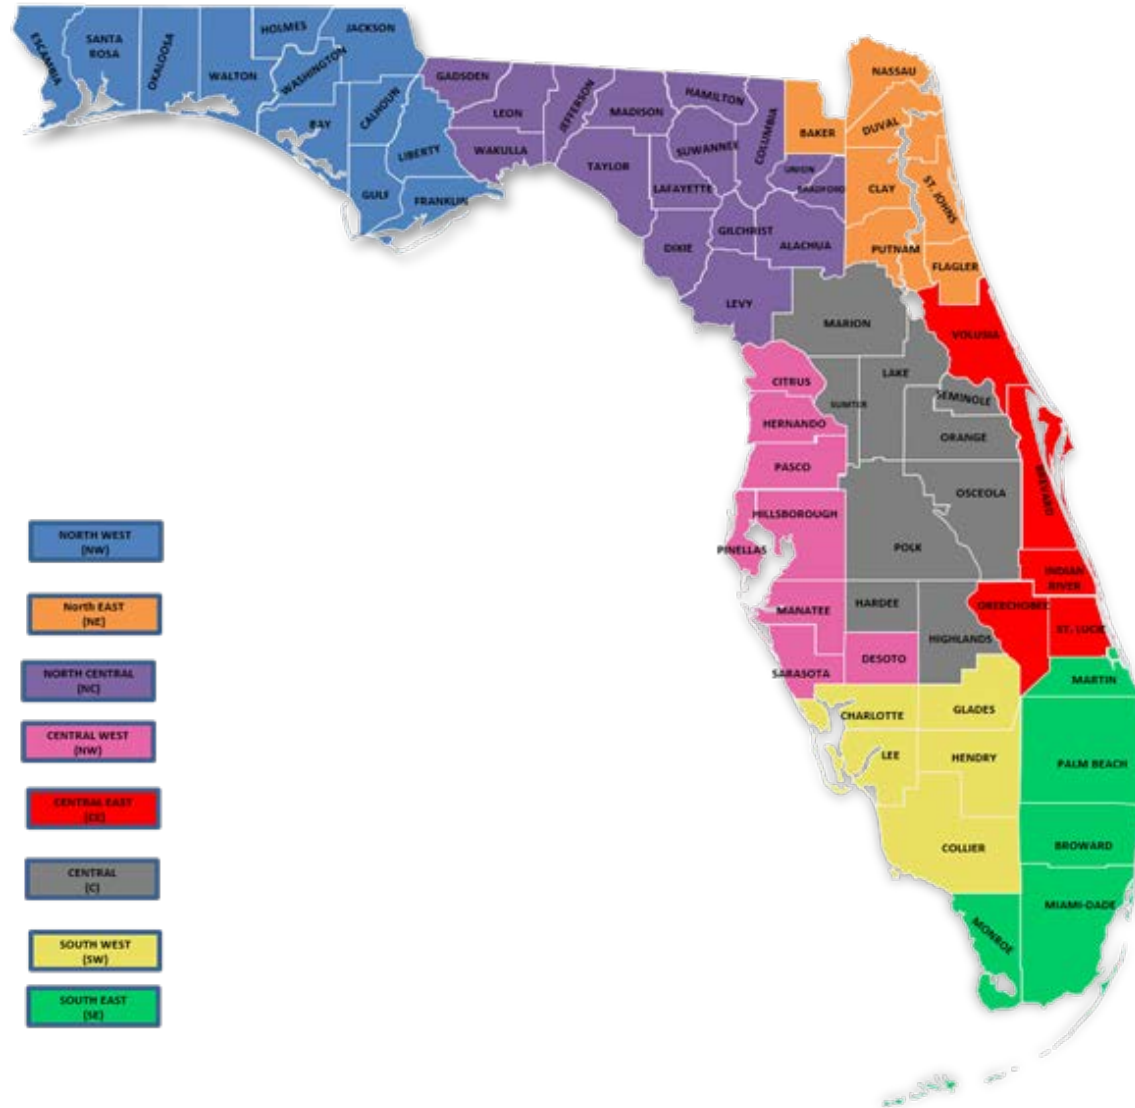 HOLMES
JACKSON
ESCAMBIA
SANTA
ROSA
OKALOOSA
WALTON
WASHINGTON
BAY
CALHOUN
LIBERTY
GULF
FRANKLIN
GADSDEN
LEON
WAKULLA
JEFFERSON
MADISON
HAMILTON
COLUMBIA
TAYLOR
SUWANNEE
LAFAYETTE
UNION
BRADFORD
GILCHRIST
DIXIE
ALACHUA
LEVY
NASSAU
BAKER
DUVAL
CLAY
ST. JOHNS
PUTNAM
FLAGLER
MARION
VOLUSIA
LAKE
CITRUS
SUMTER
SEMINOLE
HERNANDO
ORANGE
PASCO
BREVARD
OSCEOLA
HILLSBOROUGH
PINELLAS
POLK
INDIAN
RIVER
MANATEE
HARDEE
OKEECHOBEE
ST. LUCIE
HIGHLANDS
SARASOTA
DESOTO
MARTIN
CHARLOTTE
GLADES
LEE
HENDRY
PALM BEACH
COLLIER
BROWARD
MIAMI-DADE
MONROE
NORTH WEST
(NW)
North EAST
(NE)
NORTH CENTRAL
(NC)
CENTRAL WEST
(NW)
CENTRAL EAST
(CE)
CENTRAL
(C)
SOUTH WEST
(SW)
SOUTH EAST
(SE)